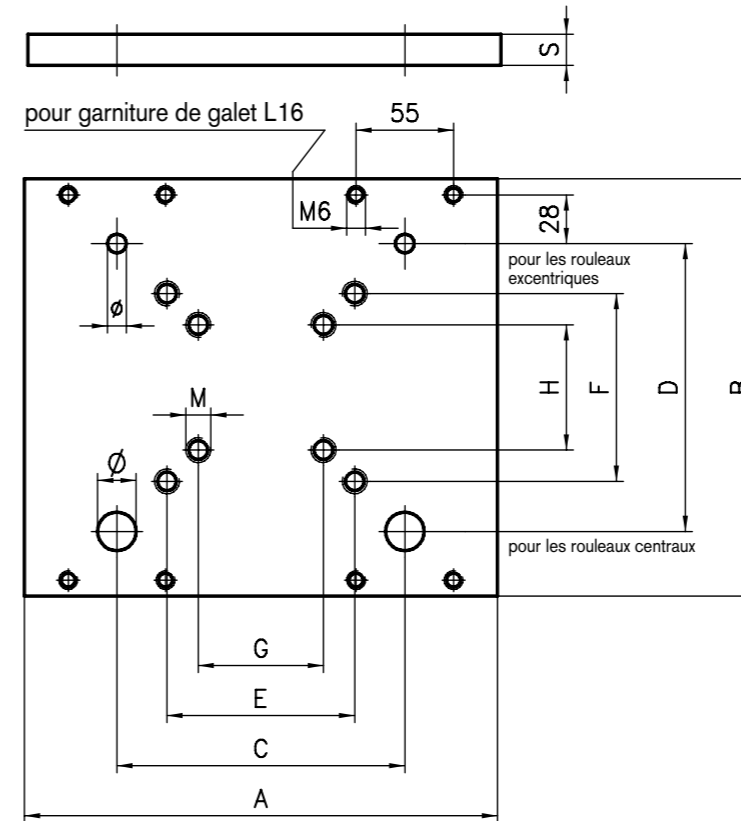 S
pour garniture de galet L16
55
M6
28
pour les rouleaux
excentriques
ø
M
H
F
D
B
Ø
pour les rouleaux centraux
G
E
C
A